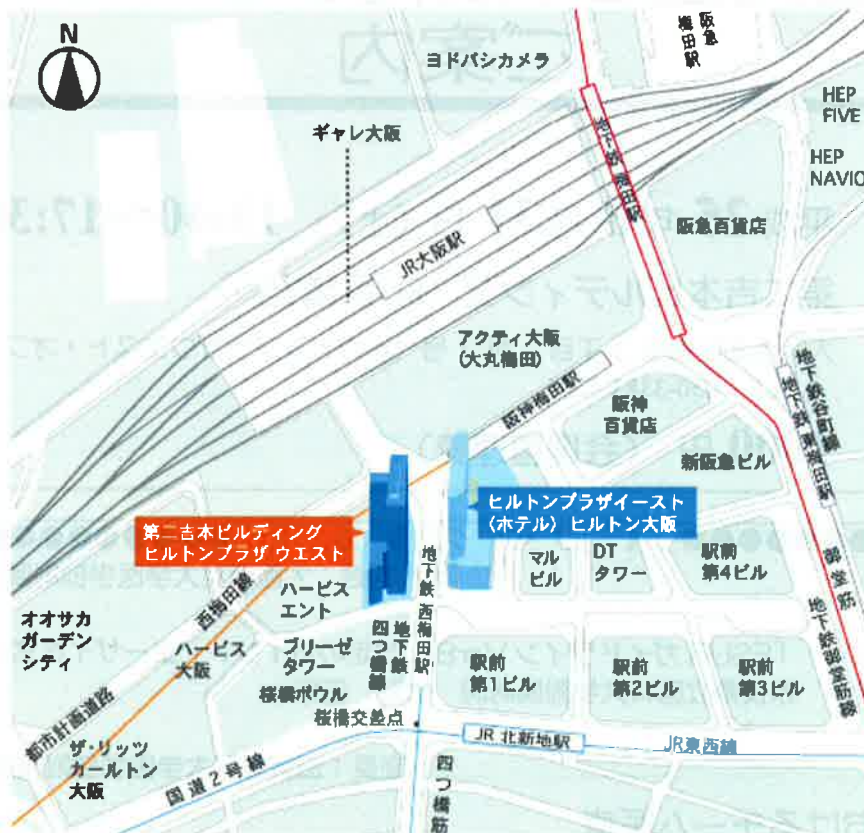 N
ヨドバシカメラ
阪急
梅田駅
HEP
FIVE
HEP
NAVIO
ギャレ大阪
地下鉄 梅田駅
JR大阪駅
阪急百貨店
アクティ大阪
(大丸梅田)
阪神梅田駅
阪神
百貨店
地下鉄谷町線
地下鉄 東梅田駅
新阪急ビル
第二吉本ビルディング
ヒルトンプラザ ウエスト
ヒルトンプラザイースト
〈ホテル〉ヒルトン大阪
マル
ビル
DT
タワー
駅前
第4ビル
御堂筋
地下鉄御堂筋線
西梅田線
ハービス
エント
地下鉄 西梅田駅
地下鉄
四つ橋線
オオサカ
ガーデン
シティ
ハービス
大阪
ブリーゼ
タワー
桜橋ボウル
桜橋交差点
駅前
第1ビル
駅前
第2ビル
駅前
第3ビル
都市計画道路
ザ・リッツ
カールトン
大阪
国道2号線
JR 北新地駅
JR東西線
四つ橋筋